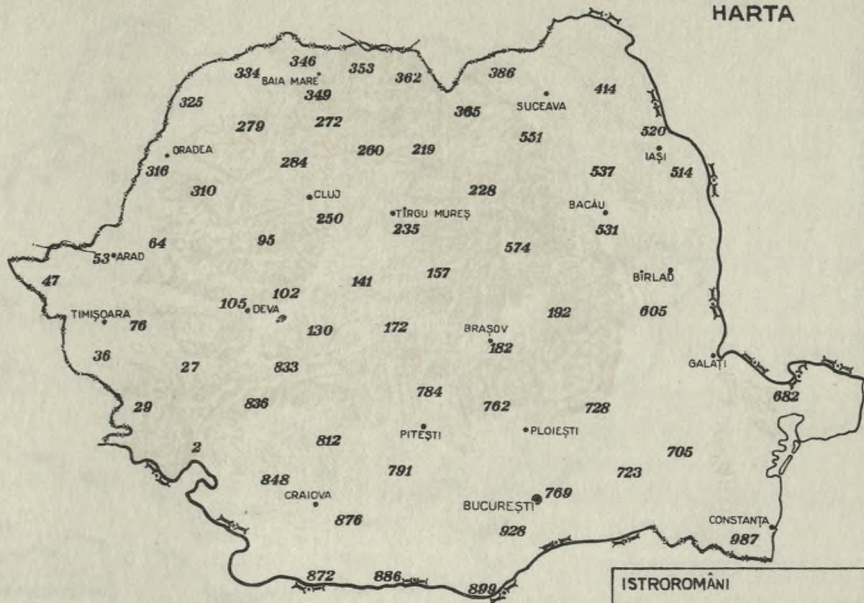 HARTA
346
334 BAIA MARE 353 362 386
349
325 SUCEAVA 414
365
279 272
520
551
ORADEA 260 219 IAȘI
316 284 537 514
310 228
CLUJ
250 TÎRGU MUREȘ BACĂU
235 531
64 95 574
53 ARAD
47 157 BÎRLAD
141
102
105 DEVA
TIMIȘOARA 76 192 605
130 172 BRAȘOV
182
36 27 833 GALAȚI
784 682
29 836 762 728
PITEȘTI PLOIEȘTI
2 812 705
791 723
848
CRAIOVA BUCUREȘTI 769
876 928 CONSTANȚA
987
872 886 899
ISTROROMÂNI